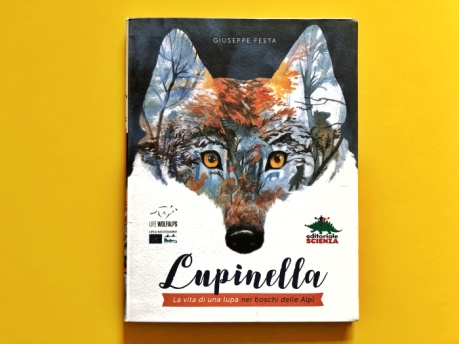 GIUSEPPE FESTA
LIFE WOLFALPS
editoriale
SCIENZA
Lupinella
La vita di una lupa nei boschi delle Alpi